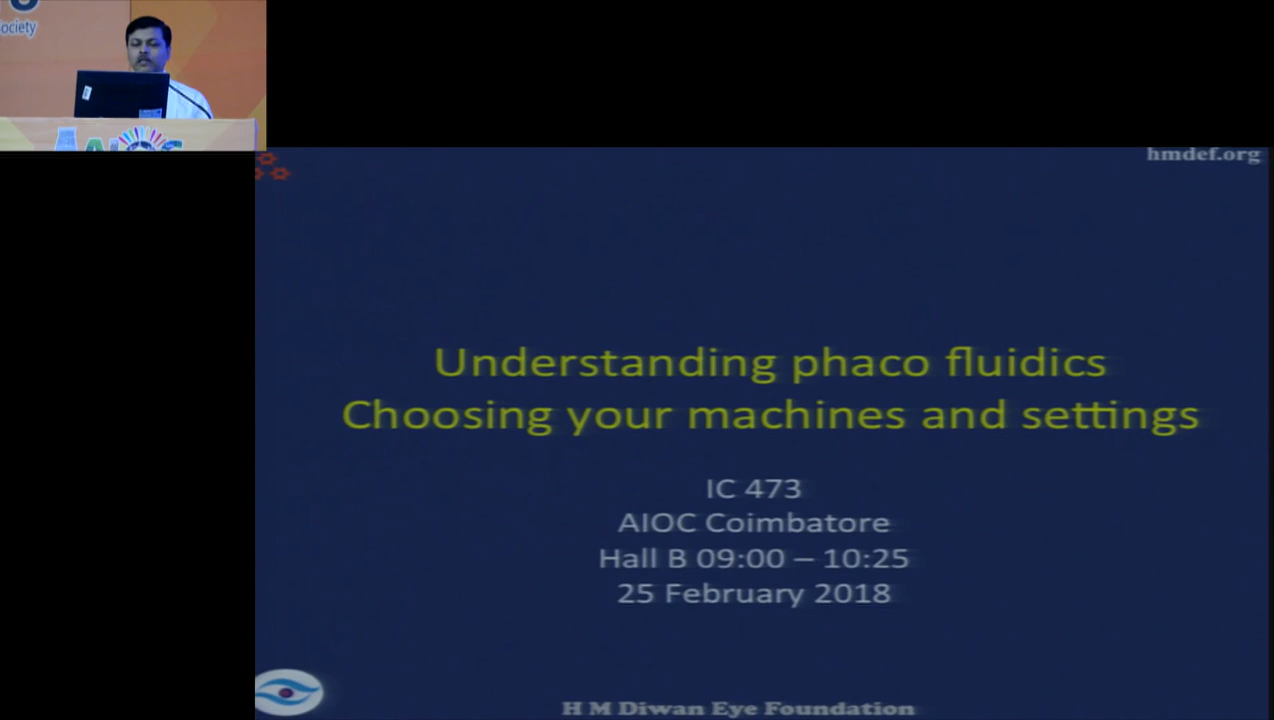 Society
hmdef.org
Understanding phaco fluidics
Choosing your machines and settings
IC 473
AIOC Coimbatore
Hall B 09:00 – 10:25
25 February 2018
H M Diwan Eye Foundation